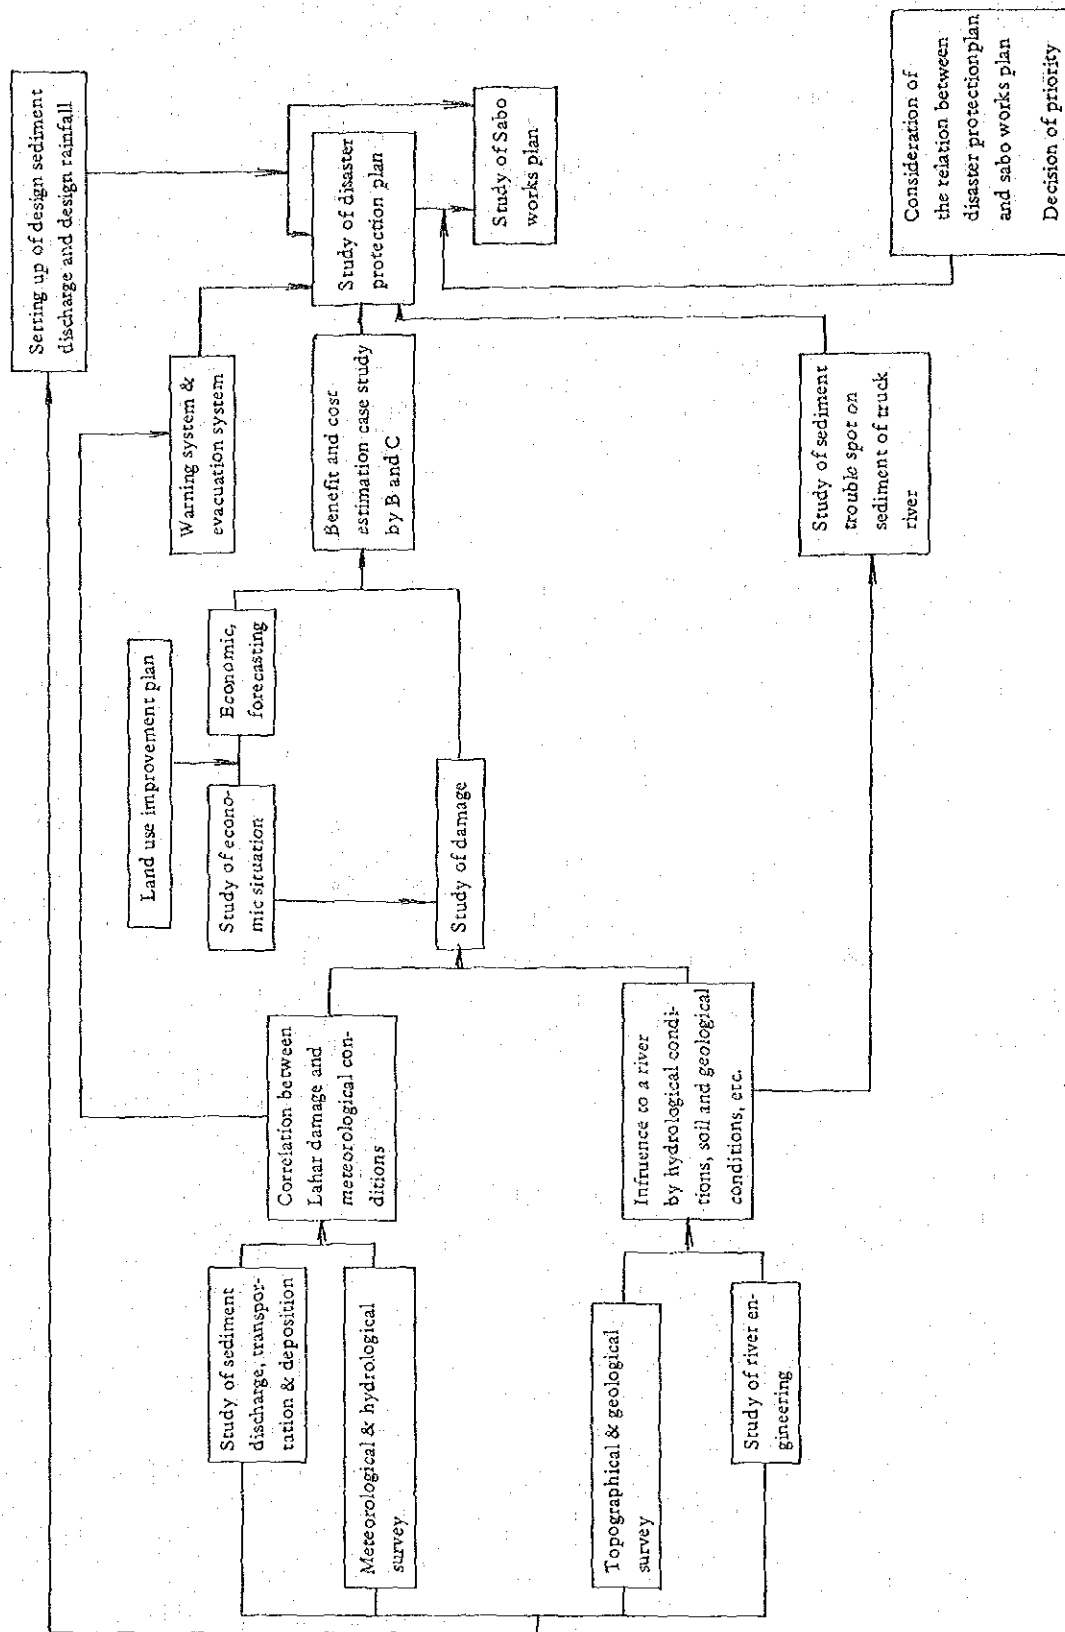 Study of sediment
discharge, transpor-
tation & deposition
Meteorological & hydrological
survey
Topographical & geological
survey
Study of river en-
gineering
Correlation between
Lahar damage and
meteorological con-
ditions
Infruence to a river
by hydrological condi-
tions, soil and geological
conditions, etc.
Land use improvement plan
Study of econo-
mic situation
Economic,
forecasting
Study of damage
Setting up of design sediment
discharge and design rainfall
Warning system &
evacuation system
Benefit and cost
estimation case study
by B and C
Study of sediment
trouble spot on
sediment of truck
river
Study of disaster
protection plan
Study of Sabo
works plan
Consideration of
the relation between
disaster protectionplan
and sabo works plan
Decision of priority